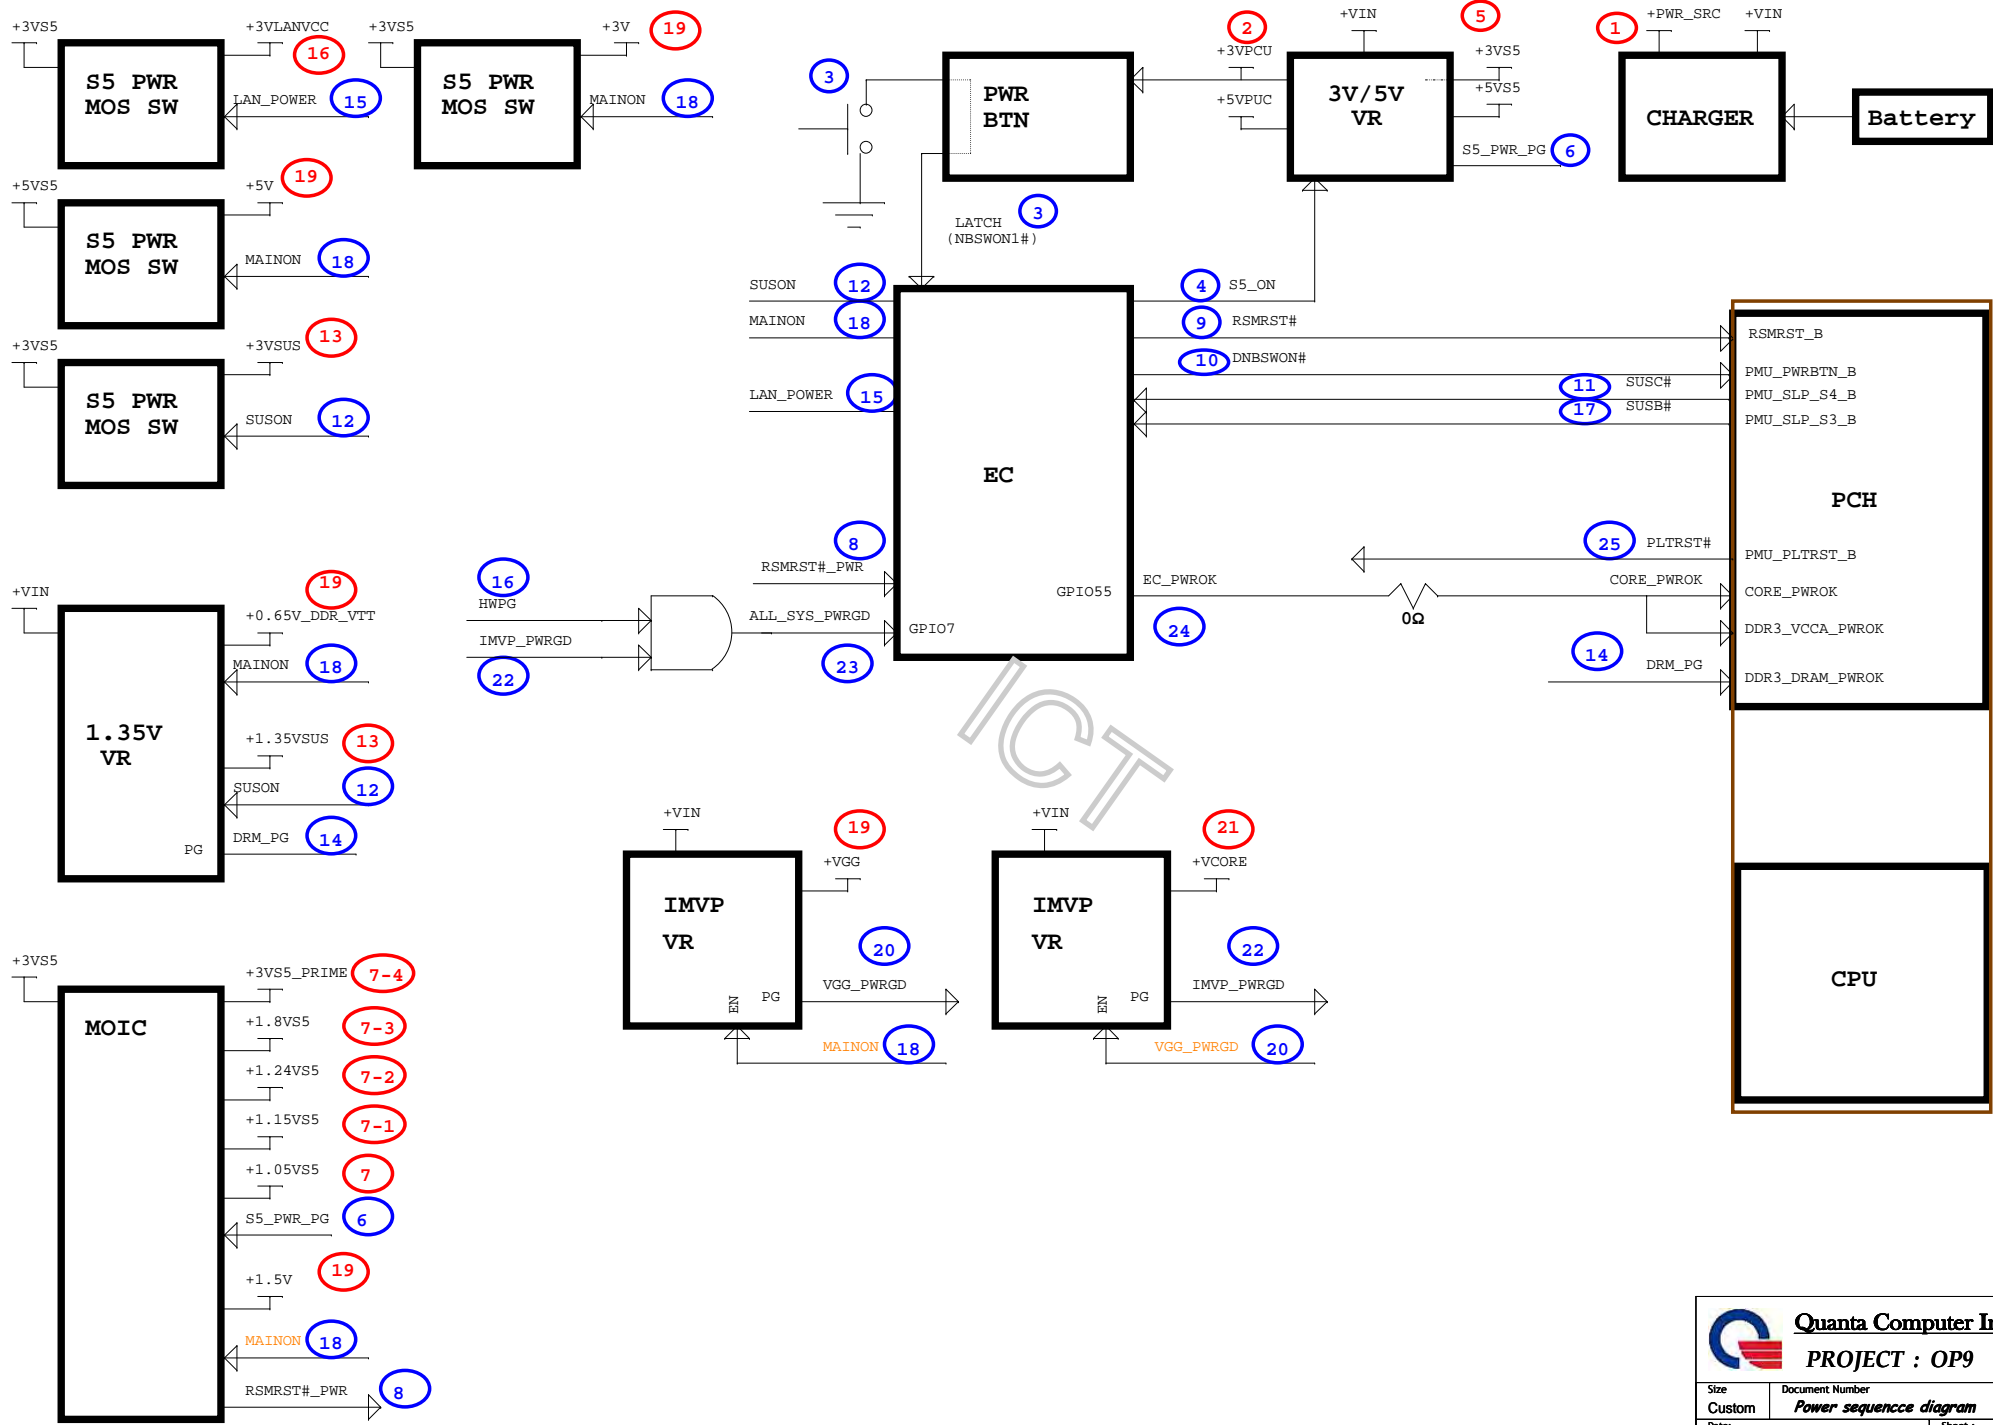 +3VS5
+3VLANVCC
16
S5 PWR
MOS SW
LAN_POWER
15
+3VS5
+3V
19
S5 PWR
MOS SW
MAINON
18
+5VS5
+5V
19
S5 PWR
MOS SW
MAINON
18
+3VS5
+3VSUS
13
S5 PWR
MOS SW
SUSON
12
3
PWR
BTN
LATCH
3
(NBSWON1#)
2
+3VPCU
+5VPUC
+VIN
5
+3VS5
+5VS5
3V/5V
VR
S5_PWR_PG
6
1
+PWR_SRC
+VIN
CHARGER
Battery
SUSON
12
MAINON
18
LAN_POWER
15
EC
4
S5_ON
9
RSMRST#
10
DNBSWON#
11
SUSC#
17
SUSB#
RSMRST_B
PMU_PWRBTN_B
PMU_SLP_S4_B
PMU_SLP_S3_B
PCH
8
RSMRST#_PWR
16
HWPG
IMVP_PWRGD
22
ALL_SYS_PWRGD
23
GPIO7
GPIO55
EC_PWROK
24
0Ω
25
PLTRST#
CORE_PWROK
14
DRM_PG
PMU_PLTRST_B
CORE_PWROK
DDR3_VCCA_PWROK
DDR3_DRAM_PWROK
ICT
+VIN
19
+0.65V_DDR_VTT
MAINON
18
1.35V
VR
+1.35VSUS
13
SUSON
12
DRM_PG
14
PG
+VIN
19
+VGG
IMVP
VR
20
VGG_PWRGD
EN
PG
MAINON
18
+VIN
21
+VCORE
IMVP
VR
22
IMVP_PWRGD
EN
PG
VGG_PWRGD
20
CPU
+3VS5
+3VS5_PRIME
7-4
MOIC
+1.8VS5
7-3
+1.24VS5
7-2
+1.15VS5
7-1
+1.05VS5
7
S5_PWR_PG
6
19
+1.5V
MAINON
18
RSMRST#_PWR
8
Quanta Computer In
PROJECT : OP9
Size
Document Number
Custom
Power sequencce diagram